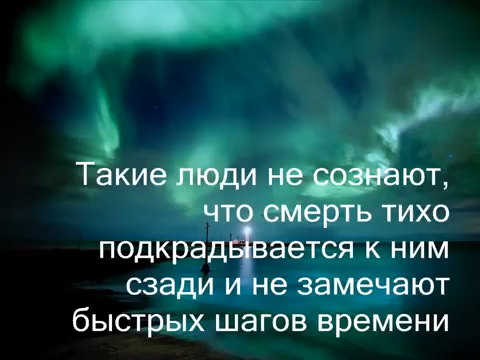 Такие люди не сознают,
что смерть тихо
подкрадывается к ним
сзади и не замечают
быстрых шагов времени